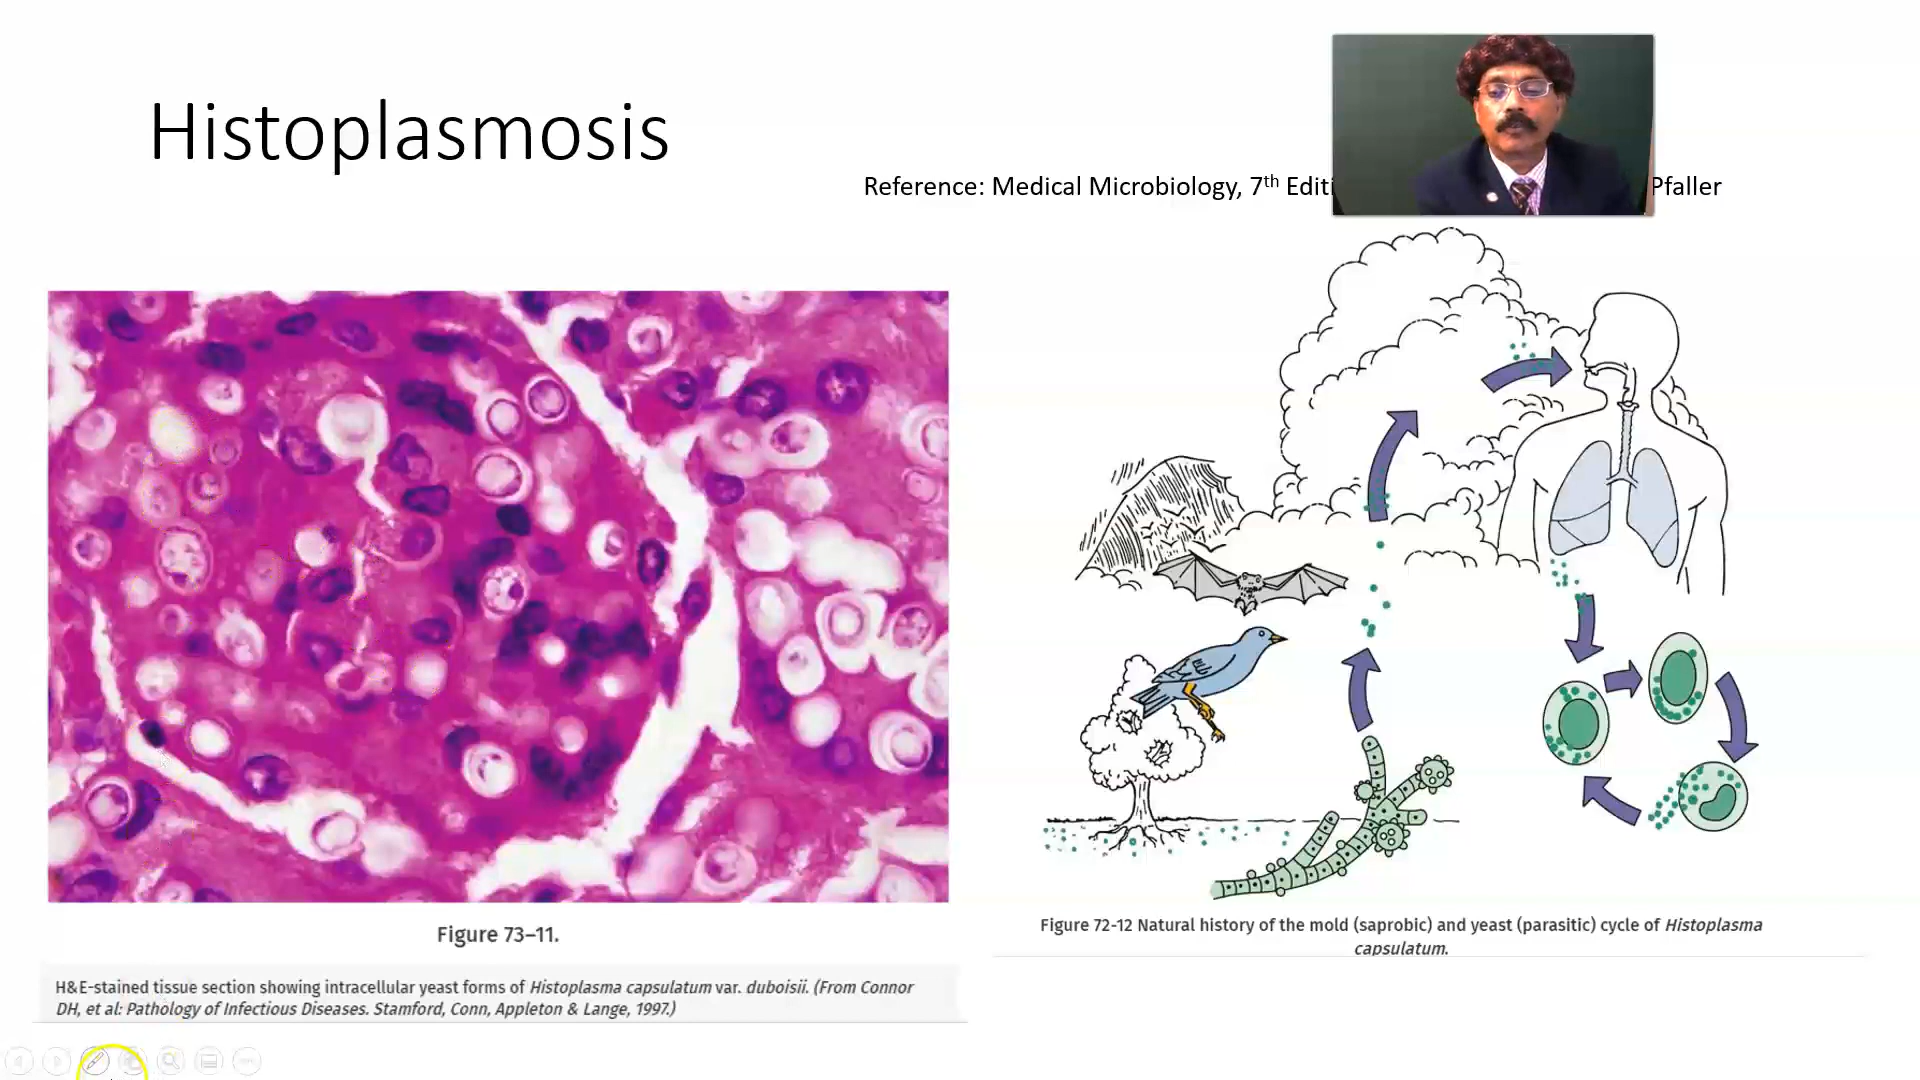 Histoplasmosis
Reference: Medical Microbiology, 7th Pfaller
Figure 73–11.
H&E-stained tissue section showing intracellular yeast forms of Histoplasma capsulatum var. duboisii. (From Connor
DH, et al: Pathology of Infectious Diseases. Stamford, Conn, Appleton & Lange, 1997.)
Figure 72-12 Natural history of the mold (saprobic) and yeast (parasitic) cycle of Histoplasma
capsulatum.